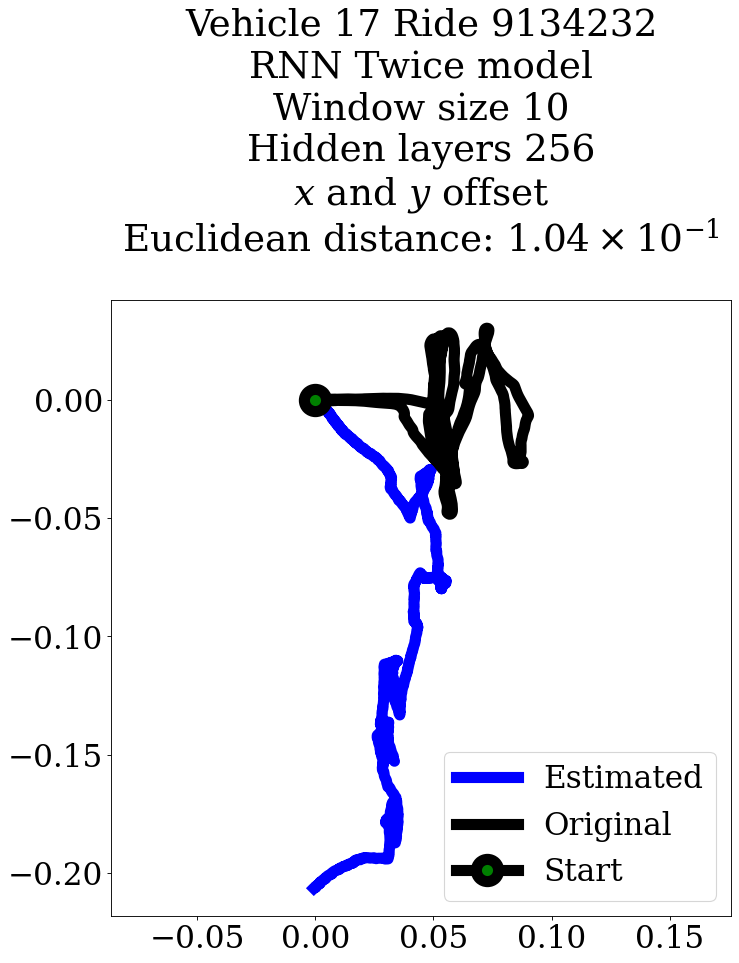 Vehicle 17 Ride 9134232
RNN Twice model
Window size 10
Hidden layers 256
x and y offset
Euclidean distance: 1.04 × 10⁻¹
0.00
−0.05
−0.10
−0.15
−0.20
Estimated
Original
Start
−0.05 0.00 0.05 0.10 0.15